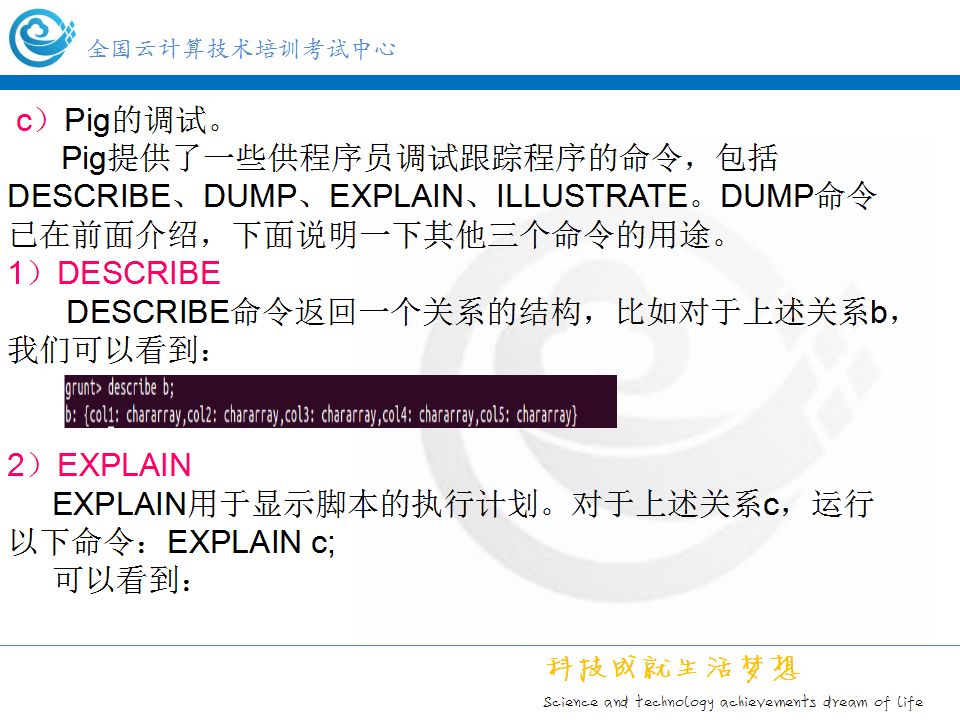 全国云计算技术培训考试中心
c）Pig的调试。
Pig提供了一些供程序员调试跟踪程序的命令，包括
DESCRIBE、DUMP、EXPLAIN、ILLUSTRATE。DUMP命令
已在前面介绍，下面说明一下其他三个命令的用途。
1）DESCRIBE
DESCRIBE命令返回一个关系的结构，比如对于上述关系b，
我们可以看到：
grunt> describe b;
b: {col1: chararray,col2: chararray,col3: chararray,col4: chararray,col5: chararray}
2）EXPLAIN
EXPLAIN用于显示脚本的执行计划。对于上述关系c，运行
以下命令：EXPLAIN c;
可以看到：
科技成就生活梦想
Science and technology achievements dream of life